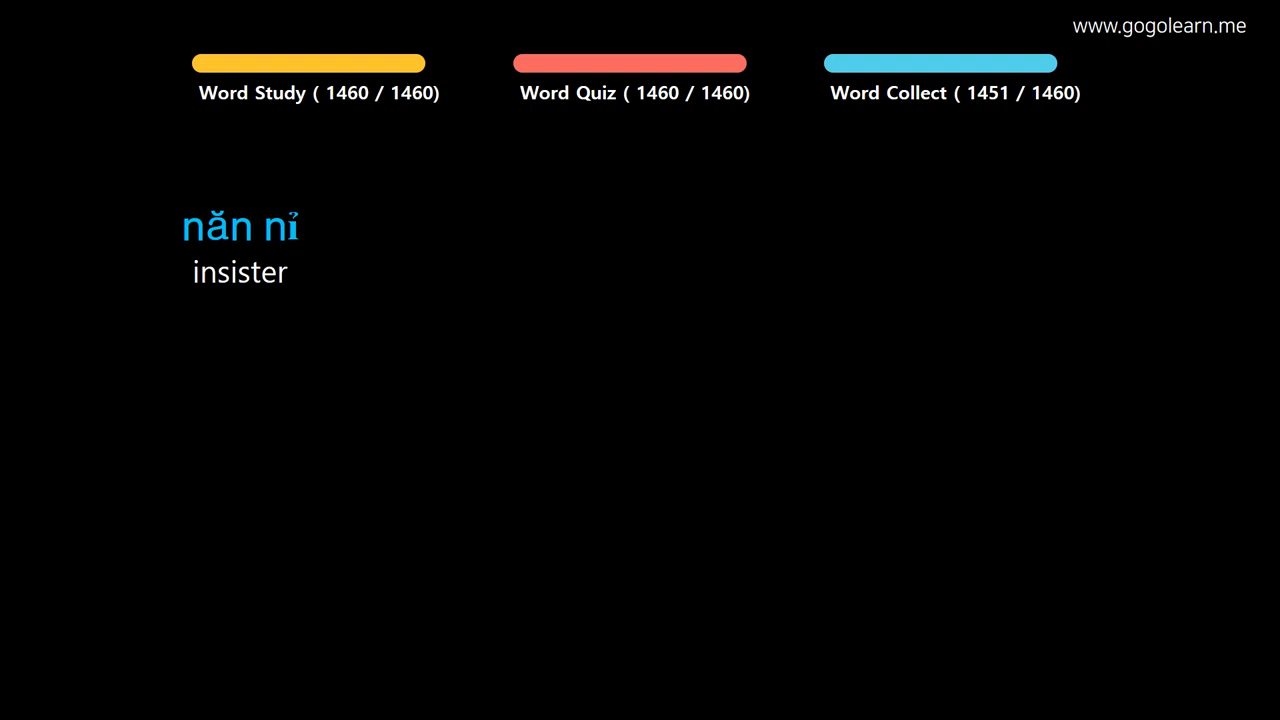 www.gogolearn.me
Word Study ( 1460 / 1460)
Word Quiz ( 1460 / 1460)
Word Collect ( 1451 / 1460)
năn nỉ
insister